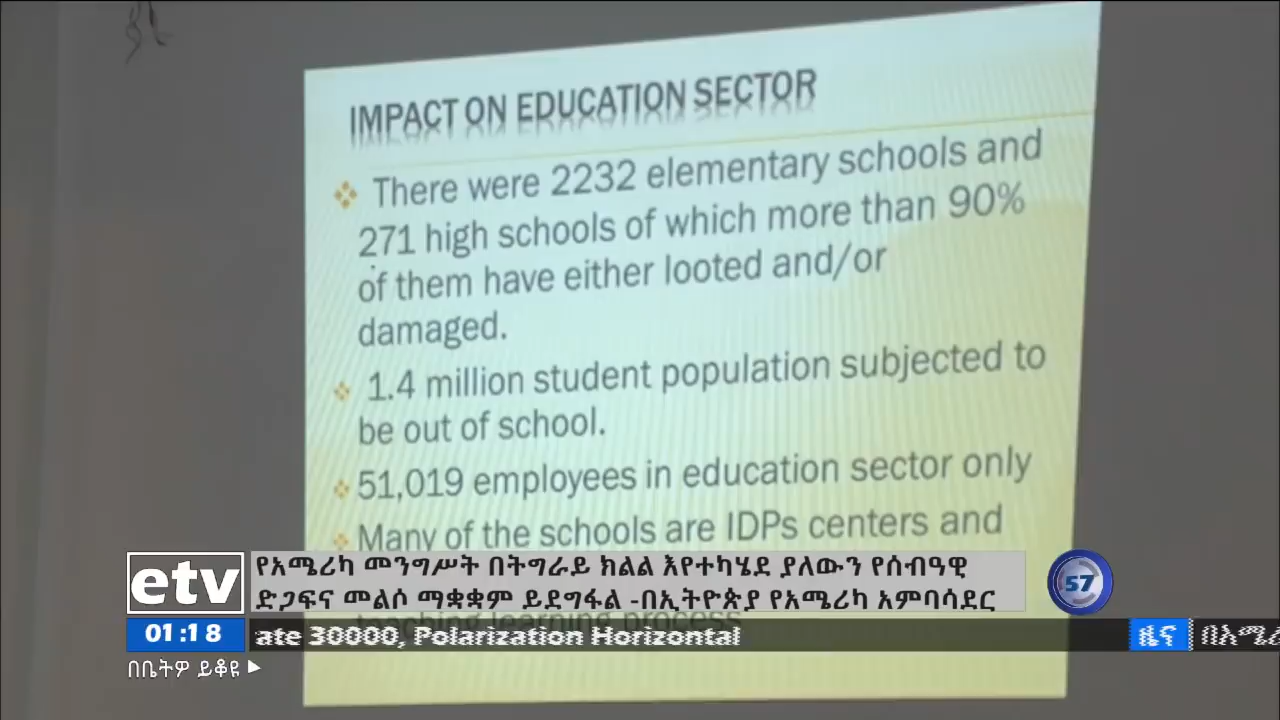 IMPACT ON EDUCATION SECTOR
There were 2232 elementary schools and
271 high schools of which more than 90%
of them have either looted and/or
damaged.
1.4 million student population subjected to
be out of school.
51,019 employees in education sector only
Many of the schools are IDPs centers and
teaching learning process
etv
የአሜሪካ መንግሥት በትግራይ ክልል እየተካሄደ ያለውን የሰብዓዊ
ድጋፍና መልሶ ማቋቋም ይደግፋል -በኢትዮጵያ የአሜሪካ አምባሳደር
57
01:18
ate 30000, Polarization Horizontal
ዜና
በአሜሪ
በቤትዎ ይቆዩ